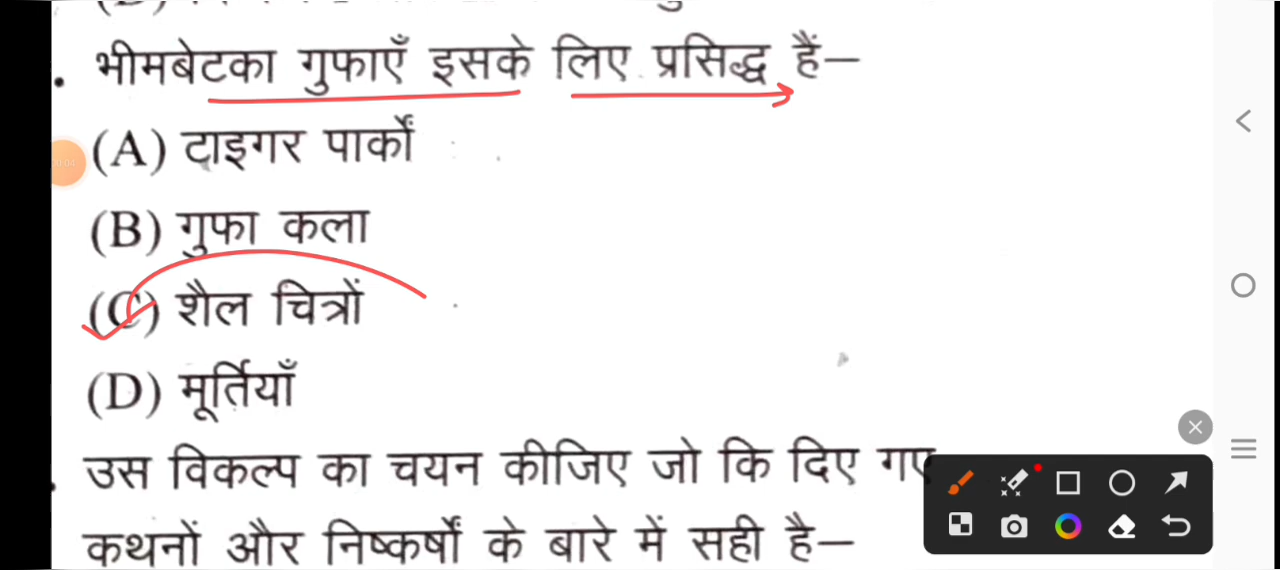 . भीमबेटका गुफाएँ इसके लिए प्रसिद्ध हैं–
(A) टाइगर पार्कों
(B) गुफा कला
(C) शैल चित्रों
(D) मूर्तियाँ
. उस विकल्प का चयन कीजिए जो कि दिए गए
कथनों और निष्कर्षों के बारे में सही है–